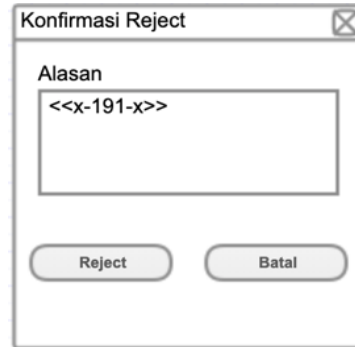 Konfirmasi Reject
Alasan
<<x-191-x>>
Reject
Batal